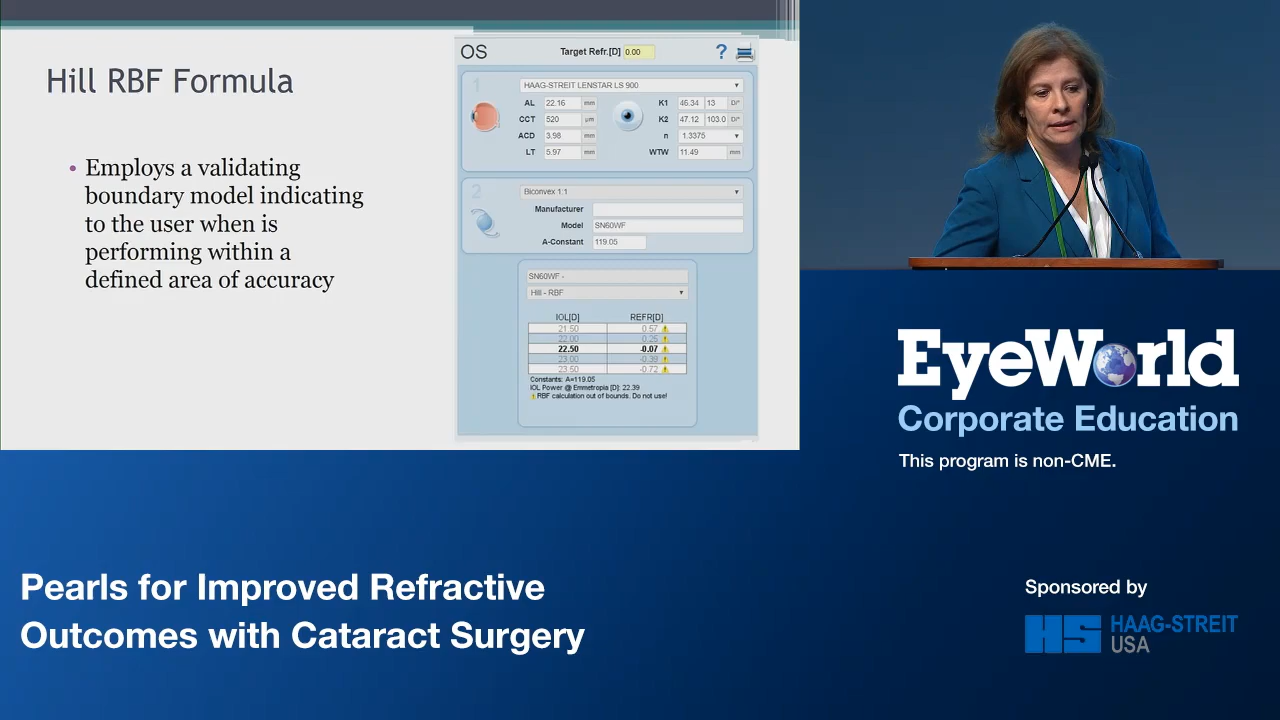 Hill RBF Formula
• Employs a validating
boundary model indicating
to the user when is
performing within a
defined area of accuracy
OS
Target Refr.[D] 0.00
?
1
HAAG-STREIT LENSTAR LS 900
AL 22.16 mm K1 46.34 13 D/°
CCT 520 µm K2 47.12 103.0 D/°
ACD 3.98 mm n 1.3375
LT 5.97 mm WTW 11.49 mm
2
Biconvex 1:1
Manufacturer
Model SN60WF
A-Constant 119.05
SN60WF -
Hill - RBF
IOL[D] REFR[D]
21.50 0.57
22.00 0.25
22.50 -0.07
23.00 -0.39
23.50 -0.72
Constants: A=119.05
IOL Power @ Emmetropia [D]: 22.39
RBF calculation out of bounds. Do not use!
EyeWorld
Corporate Education
This program is non-CME.
Pearls for Improved Refractive
Outcomes with Cataract Surgery
Sponsored by
HS HAAG-STREIT
USA